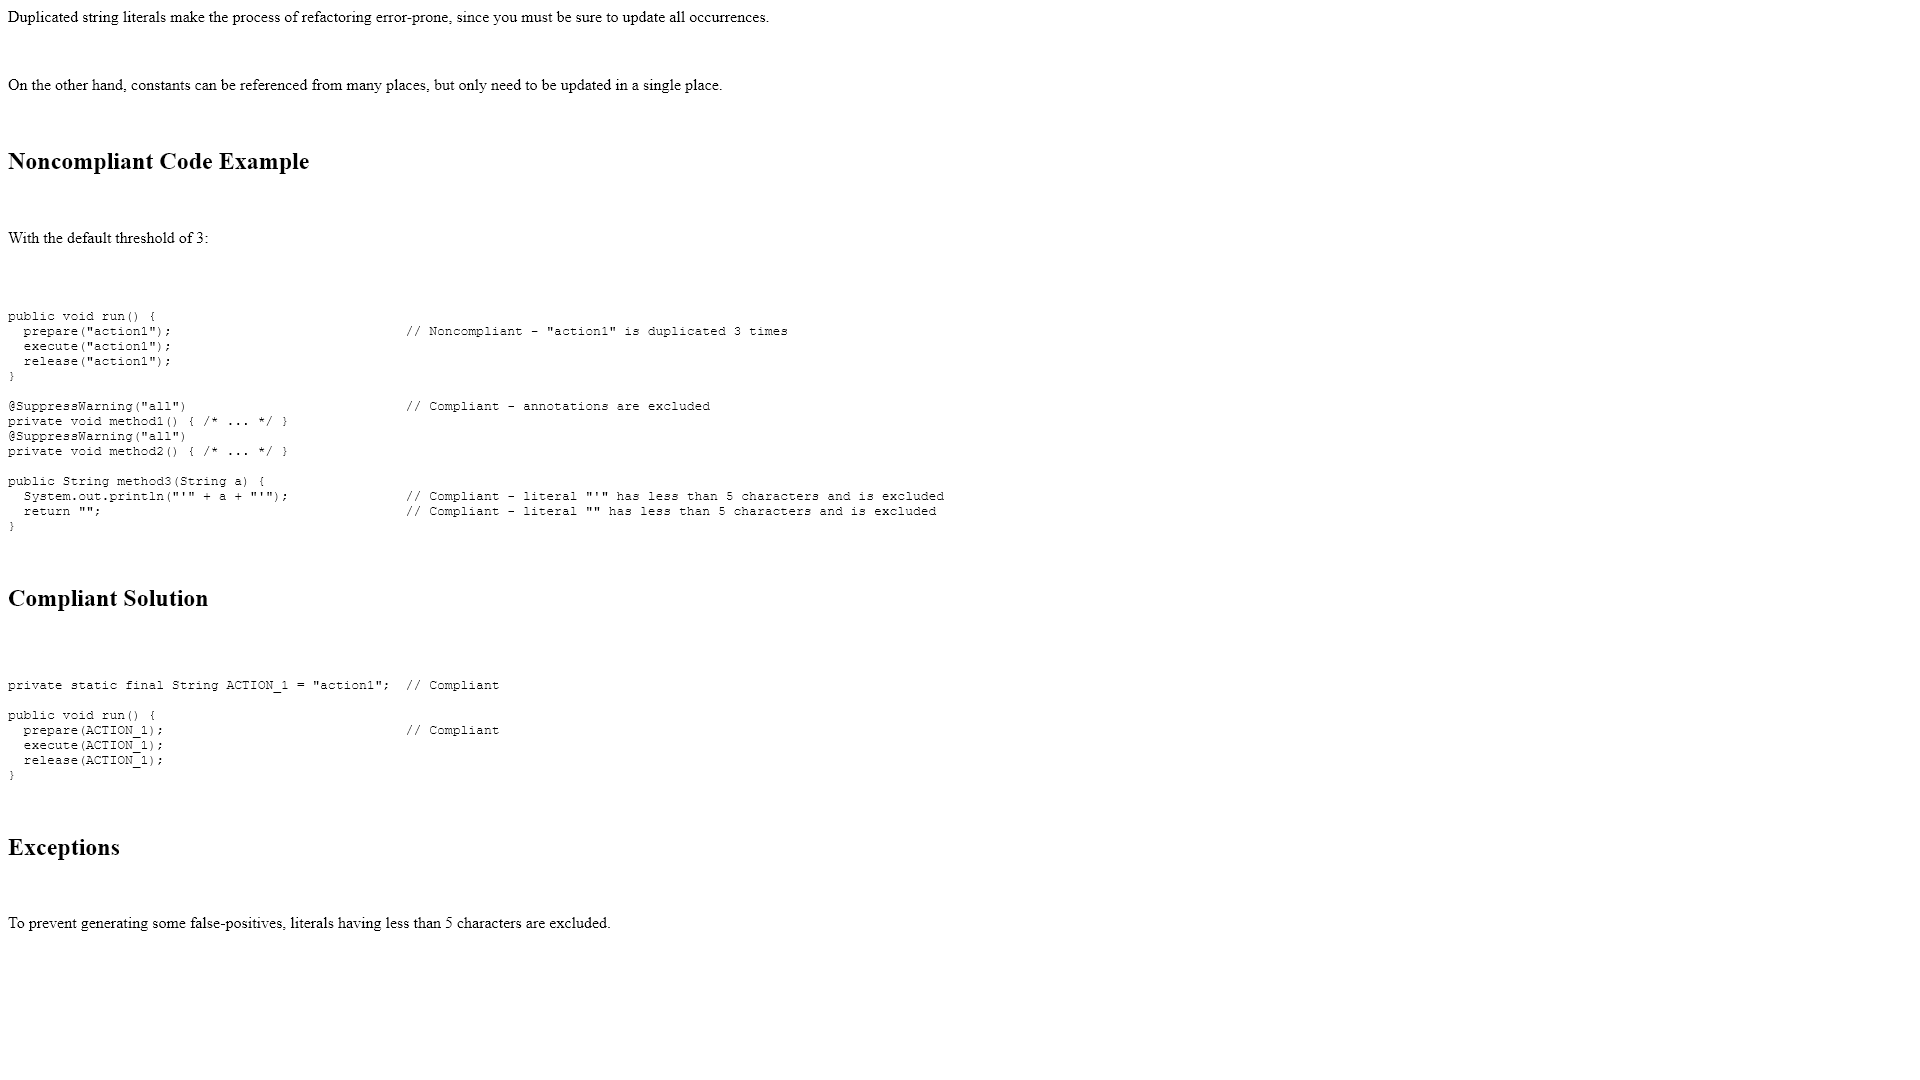 Duplicated string literals make the process of refactoring error-prone, since you must be sure to update all occurrences.
On the other hand, constants can be referenced from many places, but only need to be updated in a single place.
Noncompliant Code Example
With the default threshold of 3:
public void run() {
  prepare("action1");                              // Noncompliant - "action1" is duplicated 3 times
  execute("action1");
  release("action1");
}
@SuppressWarning("all")                            // Compliant - annotations are excluded
private void method1() { /* ... */ }
@SuppressWarning("all")
private void method2() { /* ... */ }
public String method3(String a) {
  System.out.println("'" + a + "'");               // Compliant - literal "'" has less than 5 characters and is excluded
  return "";                                       // Compliant - literal "" has less than 5 characters and is excluded
}
Compliant Solution
private static final String ACTION_1 = "action1";  // Compliant
public void run() {
  prepare(ACTION_1);                               // Compliant
  execute(ACTION_1);
  release(ACTION_1);
}
Exceptions
To prevent generating some false-positives, literals having less than 5 characters are excluded.